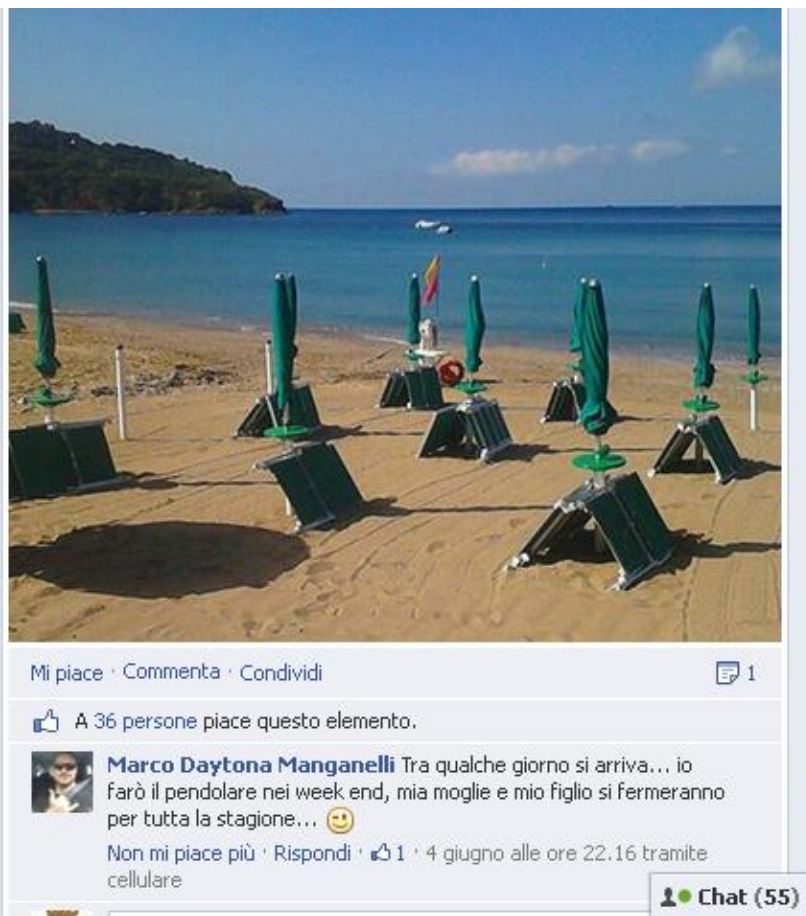 Mi piace · Commenta · Condividi 1
A 36 persone piace questo elemento.
Marco Daytona Manganelli Tra qualche giorno si arriva... io
farò il pendolare nei week end, mia moglie e mio figlio si fermeranno
per tutta la stagione...
Non mi piace più · Rispondi · 1 · 4 giugno alle ore 22.16 tramite
cellulare
Chat (55)